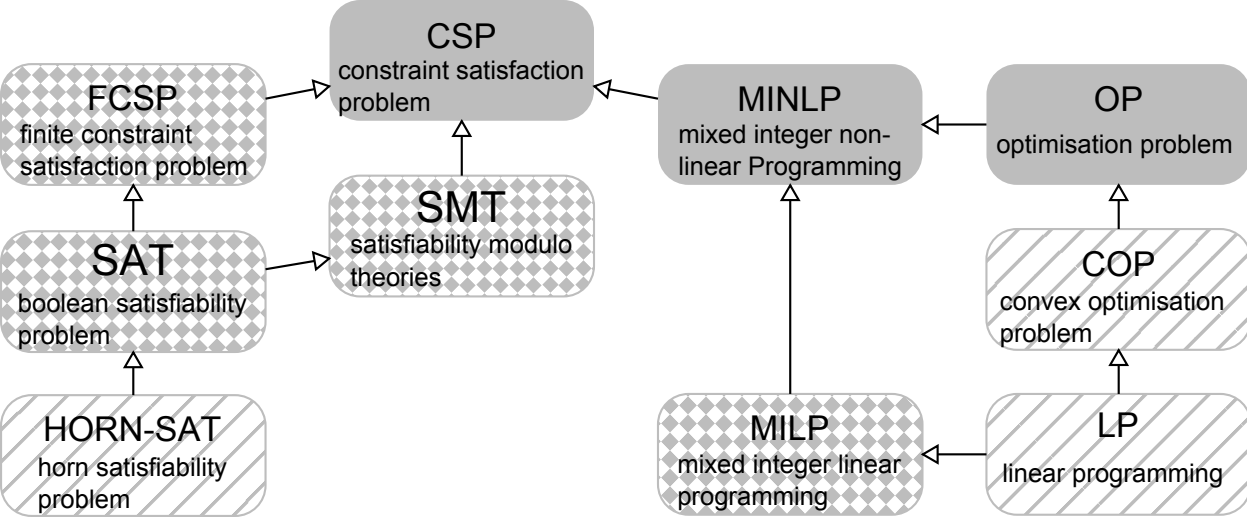 CSP
constraint satisfaction
problem
FCSP
finite constraint
satisfaction problem
MINLP
mixed integer non-
linear Programming
OP
optimisation problem
SAT
boolean satisfiability
problem
SMT
satisfiability modulo
theories
COP
convex optimisation
problem
HORN-SAT
horn satisfiability
problem
MILP
mixed integer linear
programming
LP
linear programming